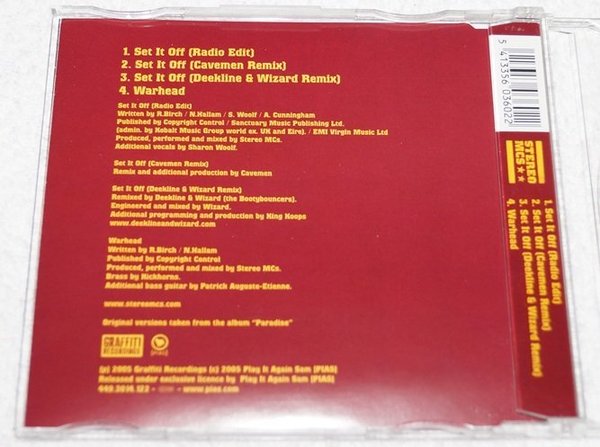 1. Set It Off (Radio Edit)
2. Set It Off (Cavemen Remix)
3. Set It Off (Deekline & Wizard Remix)
4. Warhead
Set It Off (Radio Edit)
Written by R.Birch / N.Hallam / S. Woolf / A. Cunningham
Published by Copyright Control / Sanctuary Music Publishing Ltd.
(admin. by Kobalt Music Group world ex. UK and Eire). / EMI Virgin Music Ltd
Produced, performed and mixed by Stereo MCs.
Additional vocals by Sharon Woolf.
Set It Off (Cavemen Remix)
Remix and additional production by Cavemen
Set It Off (Deekline & Wizard Remix)
Remixed by Deekline & Wizard (the Bootybouncers).
Engineered and mixed by Wizard.
Additional programming and production by King Koops
www.deeklineandwizard.com
Warhead
Written by R.Birch / N.Hallam
Published by Copyright Control
Produced, performed and mixed by Stereo MCs.
Brass by Kickhorns.
Additional bass guitar by Patrick Auguste-Etienne.
www.stereomcs.com
Original versions taken from the album "Paradise"
GRAFFITI
RECORDINGS
(p) 2005 Graffiti Recordings (c) 2005 Play It Again Sam [PIAS]
Released under exclusive licence by Play It Again Sam [PIAS]
449.3014.122 - www.pias.com
5 413356 036022
STEREO
MCS★★
1. Set It Off (Radio Edit)
2. Set It Off (Cavemen Remix)
3. Set It Off (Deekline & Wizard Remix)
4. Warhead